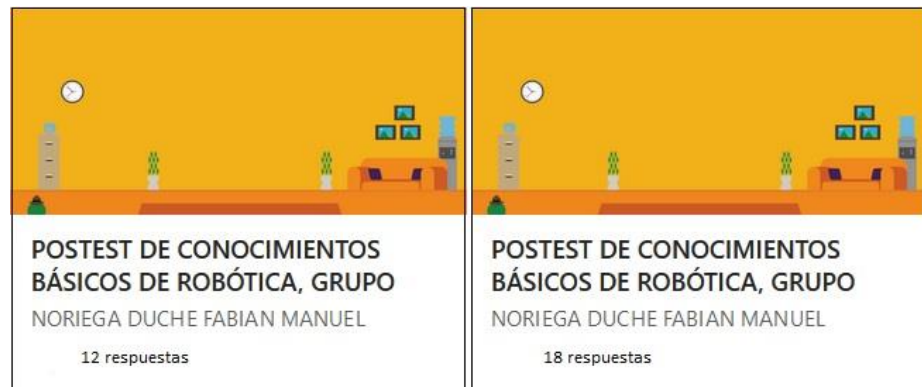 POSTEST DE CONOCIMIENTOS
BÁSICOS DE ROBÓTICA, GRUPO
NORIEGA DUCHE FABIAN MANUEL
12 respuestas
POSTEST DE CONOCIMIENTOS
BÁSICOS DE ROBÓTICA, GRUPO
NORIEGA DUCHE FABIAN MANUEL
18 respuestas